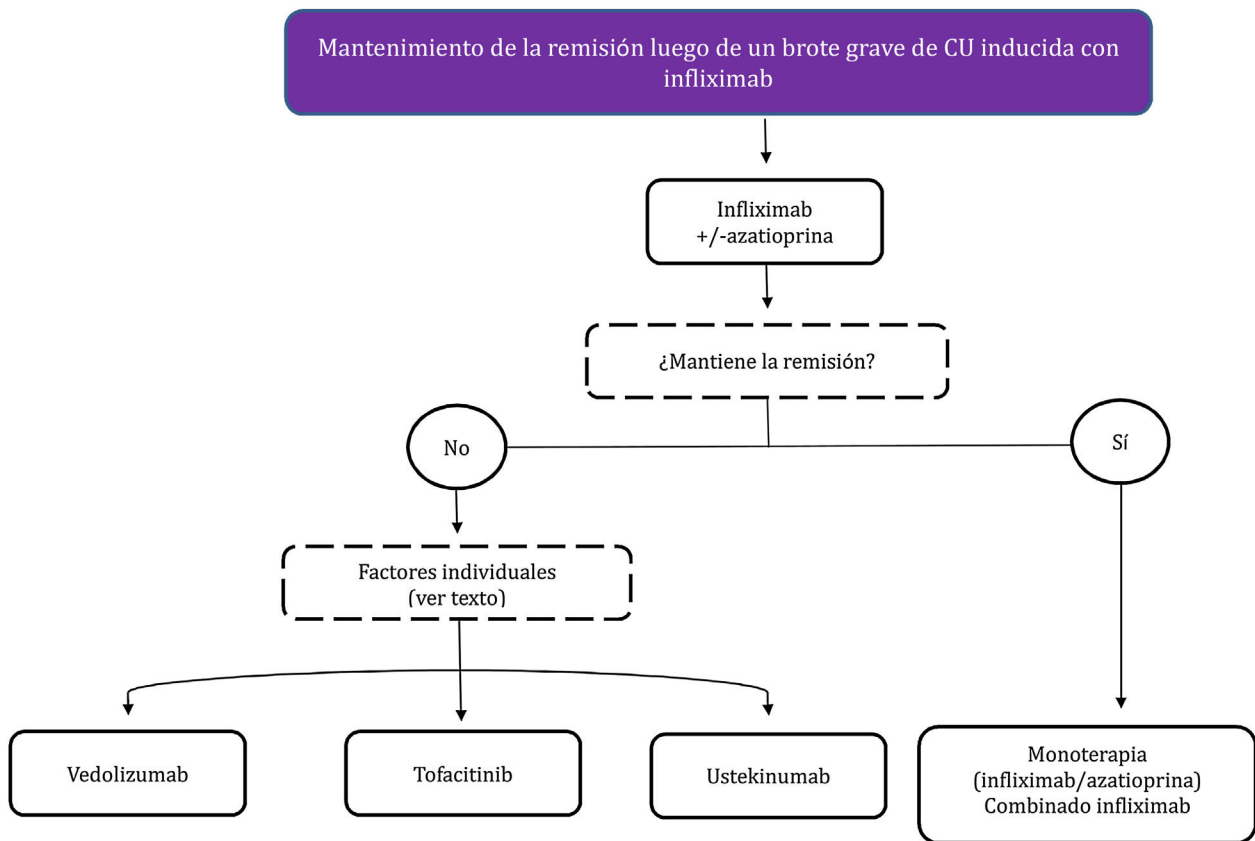 Mantenimiento de la remisión luego de un brote grave de CU inducida con
infliximab
Infliximab
+/-azatioprina
¿Mantiene la remisión?
No
Sí
Factores individuales
(ver texto)
Vedolizumab
Tofacitinib
Ustekinumab
Monoterapia
(infliximab/azatioprina)
Combinado infliximab